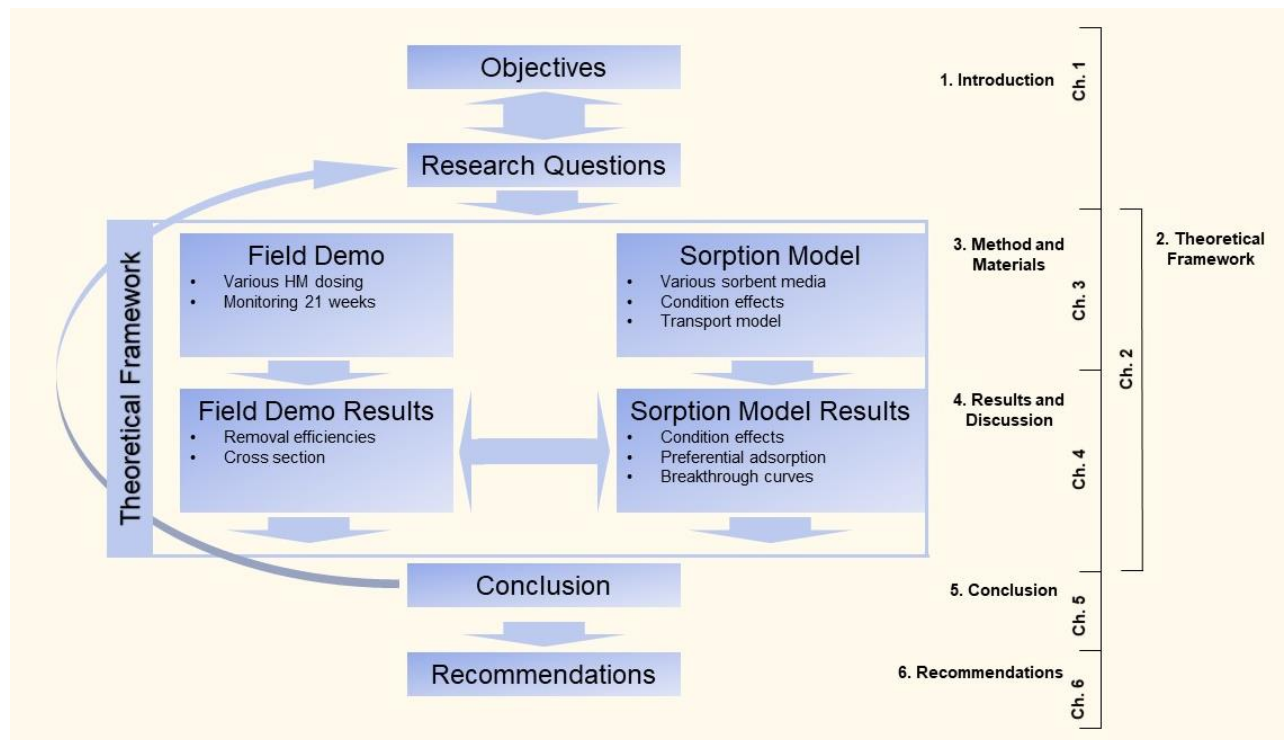 Objectives
Research Questions
Theoretical Framework
Field Demo
• Various HM dosing
• Monitoring 21 weeks
Sorption Model
• Various sorbent media
• Condition effects
• Transport model
Field Demo Results
• Removal efficiencies
• Cross section
Sorption Model Results
• Condition effects
• Preferential adsorption
• Breakthrough curves
Conclusion
Recommendations
1. Introduction
Ch. 1
3. Method and
Materials
Ch. 3
2. Theoretical
Framework
Ch. 2
4. Results and
Discussion
Ch. 4
5. Conclusion
Ch. 5
6. Recommendations
Ch. 6